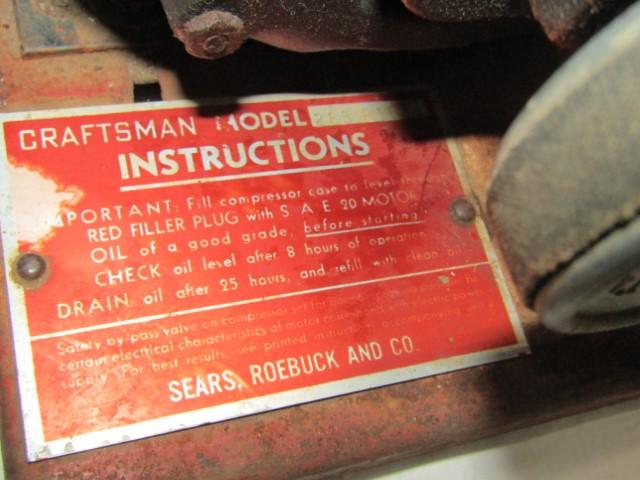 CRAFTSMAN MODEL
INSTRUCTIONS
IMPORTANT: Fill compressor case to level
RED FILLER PLUG with S A E. 20 MOTOR
OIL of a good grade, before starting.
CHECK oil level after 8 hours of operation
DRAIN oil after 25 hours, and refill with clean oil
Safety by-pass valve on compressor set for
certain electrical characteristics of motor electric power
supply. For best results, see printed accompanying
SEARS, ROEBUCK AND CO.